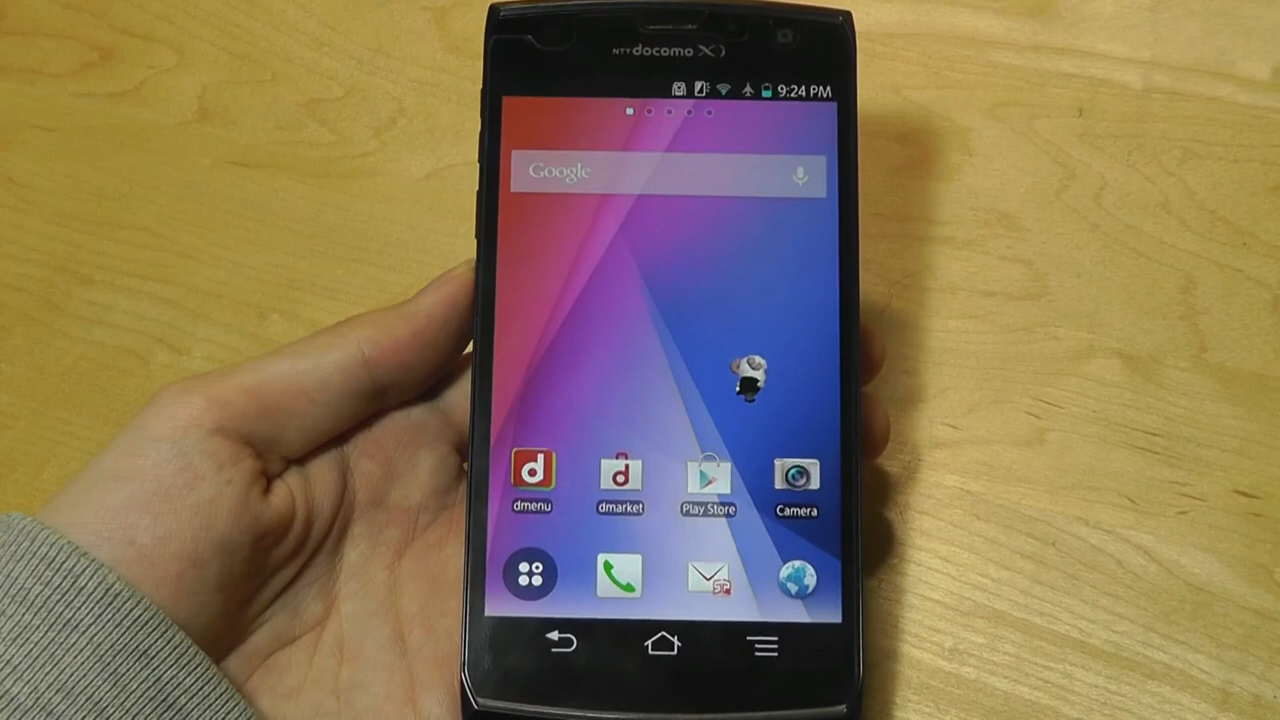 NTT docomo Xi
9:24 PM
Google
dmenu
dmarket
Play Store
Camera